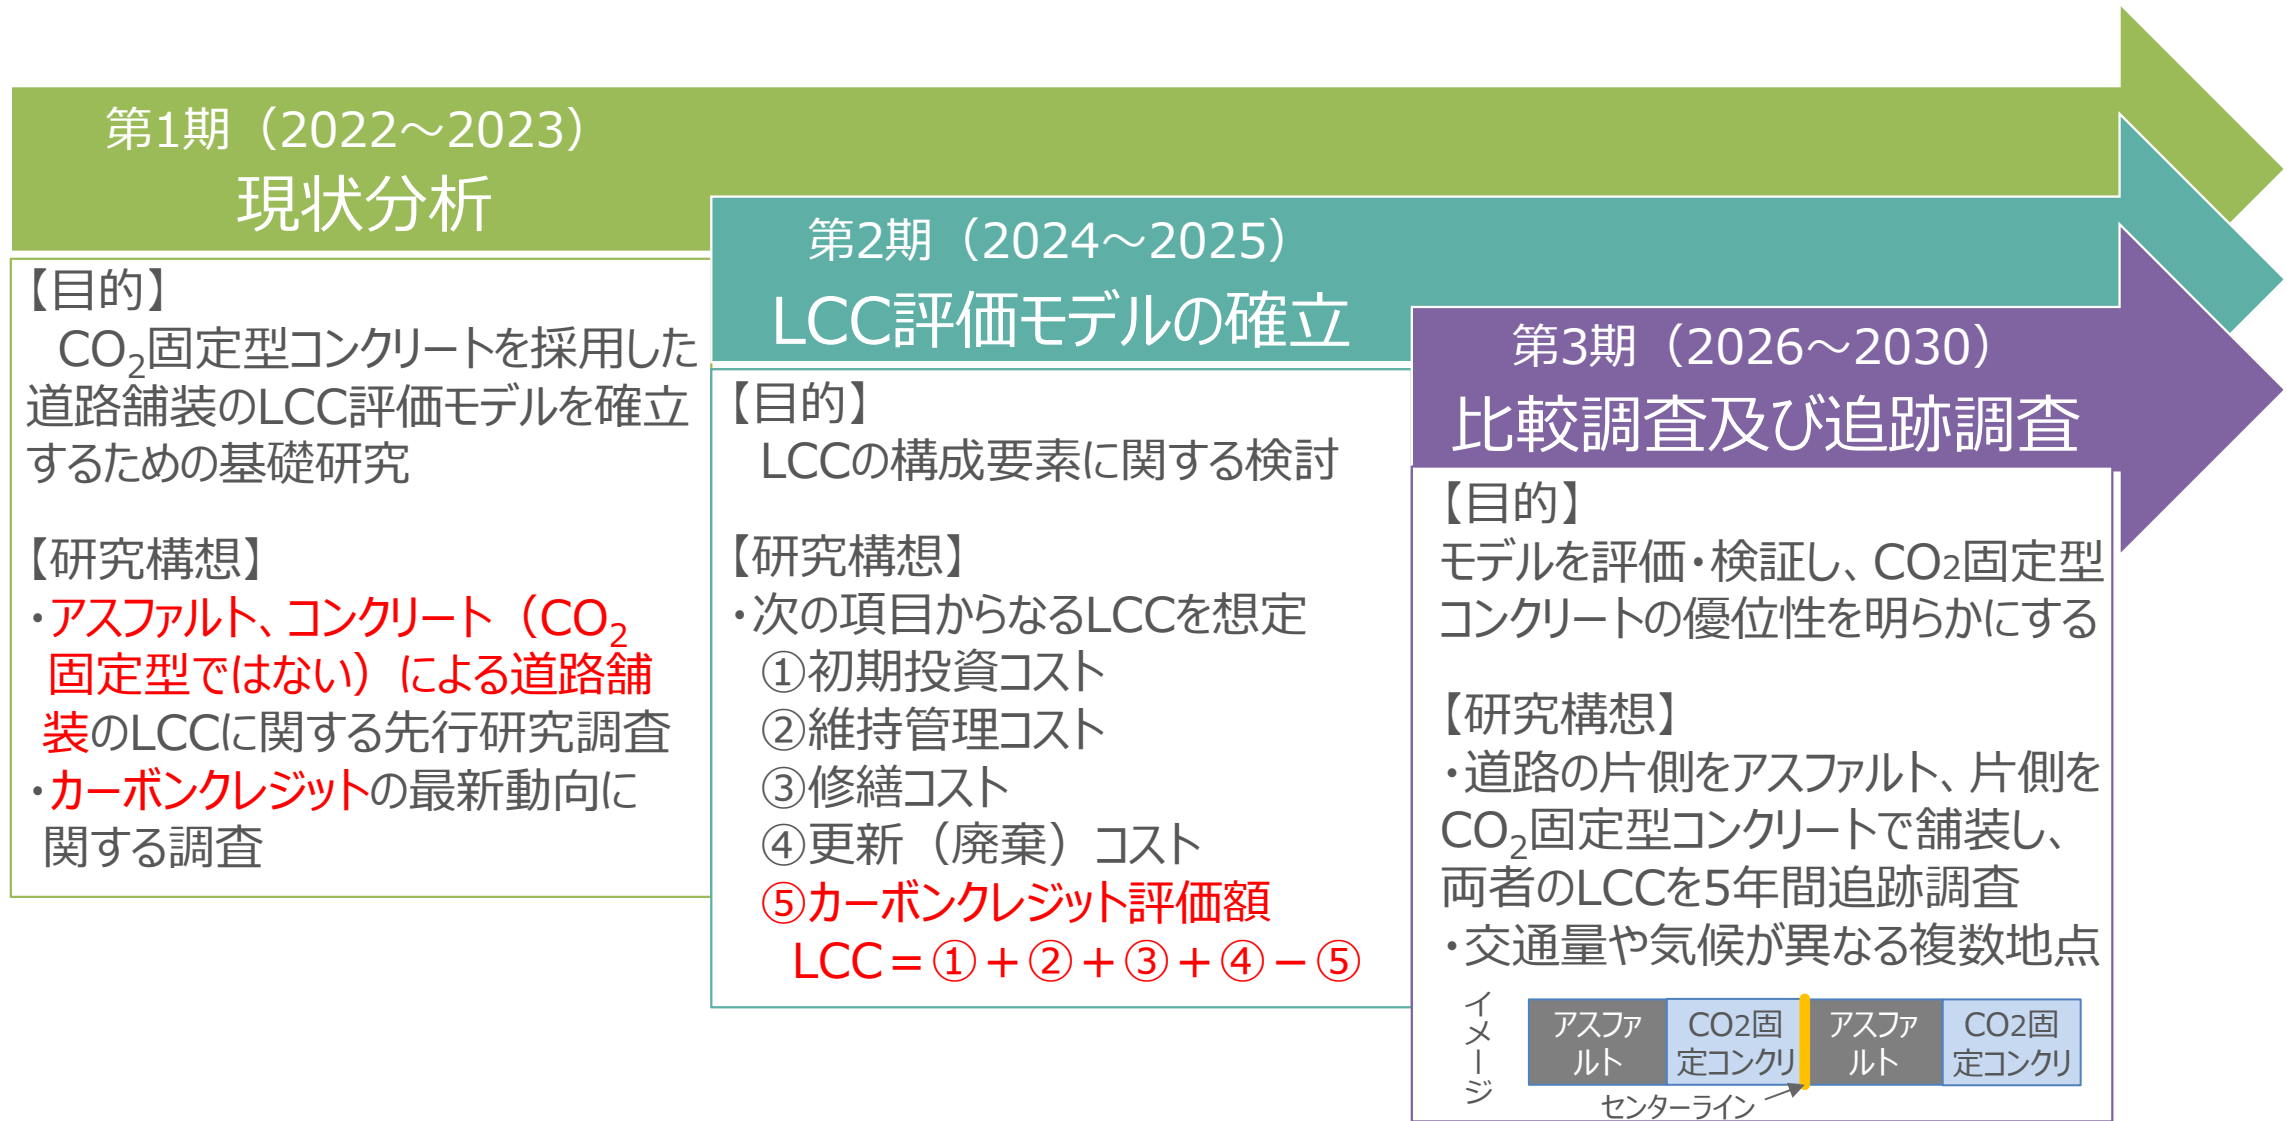 第1期（2022～2023）
現状分析
【目的】
CO₂固定型コンクリートを採用した
道路舗装のLCC評価モデルを確立
するための基礎研究
【研究構想】
・アスファルト、コンクリート（CO₂
固定型ではない）による道路舗
装のLCCに関する先行研究調査
・カーボンクレジットの最新動向に
関する調査
第2期（2024～2025）
LCC評価モデルの確立
【目的】
LCCの構成要素に関する検討
【研究構想】
・次の項目からなるLCCを想定
①初期投資コスト
②維持管理コスト
③修繕コスト
④更新（廃棄）コスト
⑤カーボンクレジット評価額
LCC＝①＋②＋③＋④－⑤
第3期（2026～2030）
比較調査及び追跡調査
【目的】
モデルを評価・検証し、CO2固定型
コンクリートの優位性を明らかにする
【研究構想】
・道路の片側をアスファルト、片側を
CO₂固定型コンクリートで舗装し、
両者のLCCを5年間追跡調査
・交通量や気候が異なる複数地点
イメージ
アスファ
ルト
CO2固
定コンクリ
アスファ
ルト
CO2固
定コンクリ
センターライン